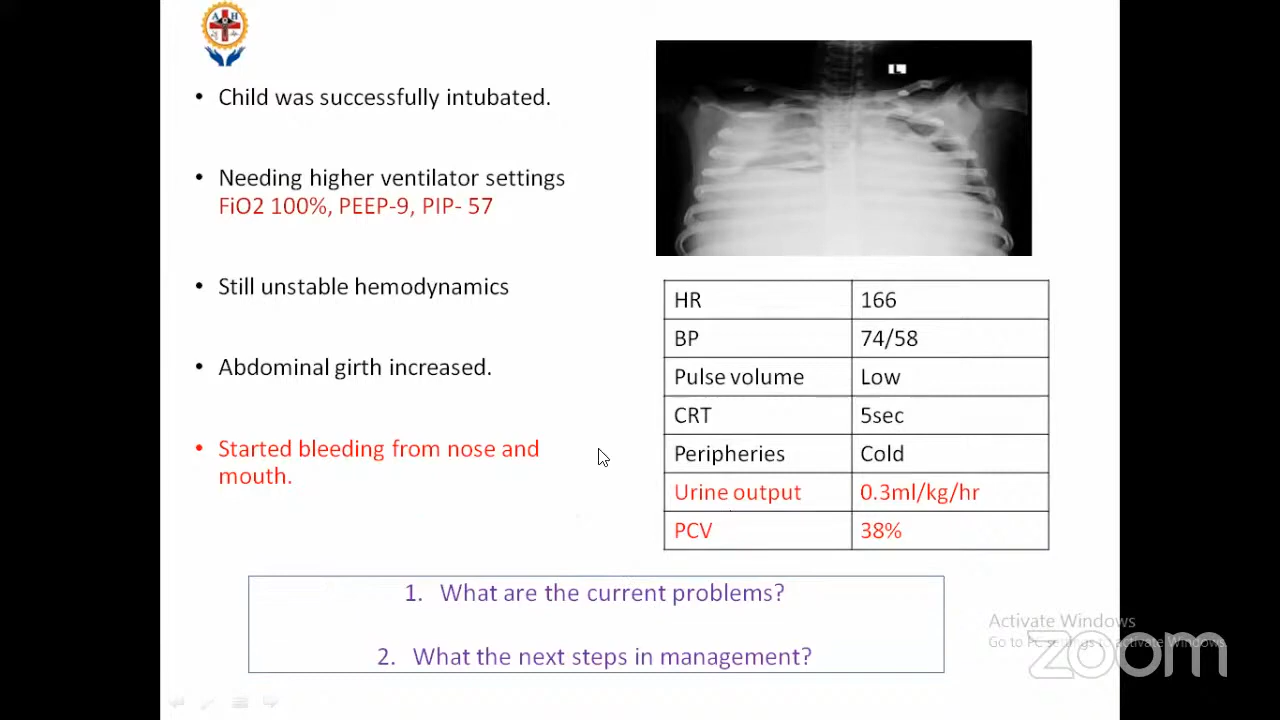 A H
• Child was successfully intubated.
L
• Needing higher ventilator settings
FiO2 100%, PEEP-9, PIP- 57
• Still unstable hemodynamics
• Abdominal girth increased.
• Started bleeding from nose and
mouth.
HR 166
BP 74/58
Pulse volume Low
CRT 5sec
Peripheries Cold
Urine output 0.3ml/kg/hr
PCV 38%
1. What are the current problems?
2. What the next steps in management?
Activate Windows
Go to PC settings to activate Windows.
zoom